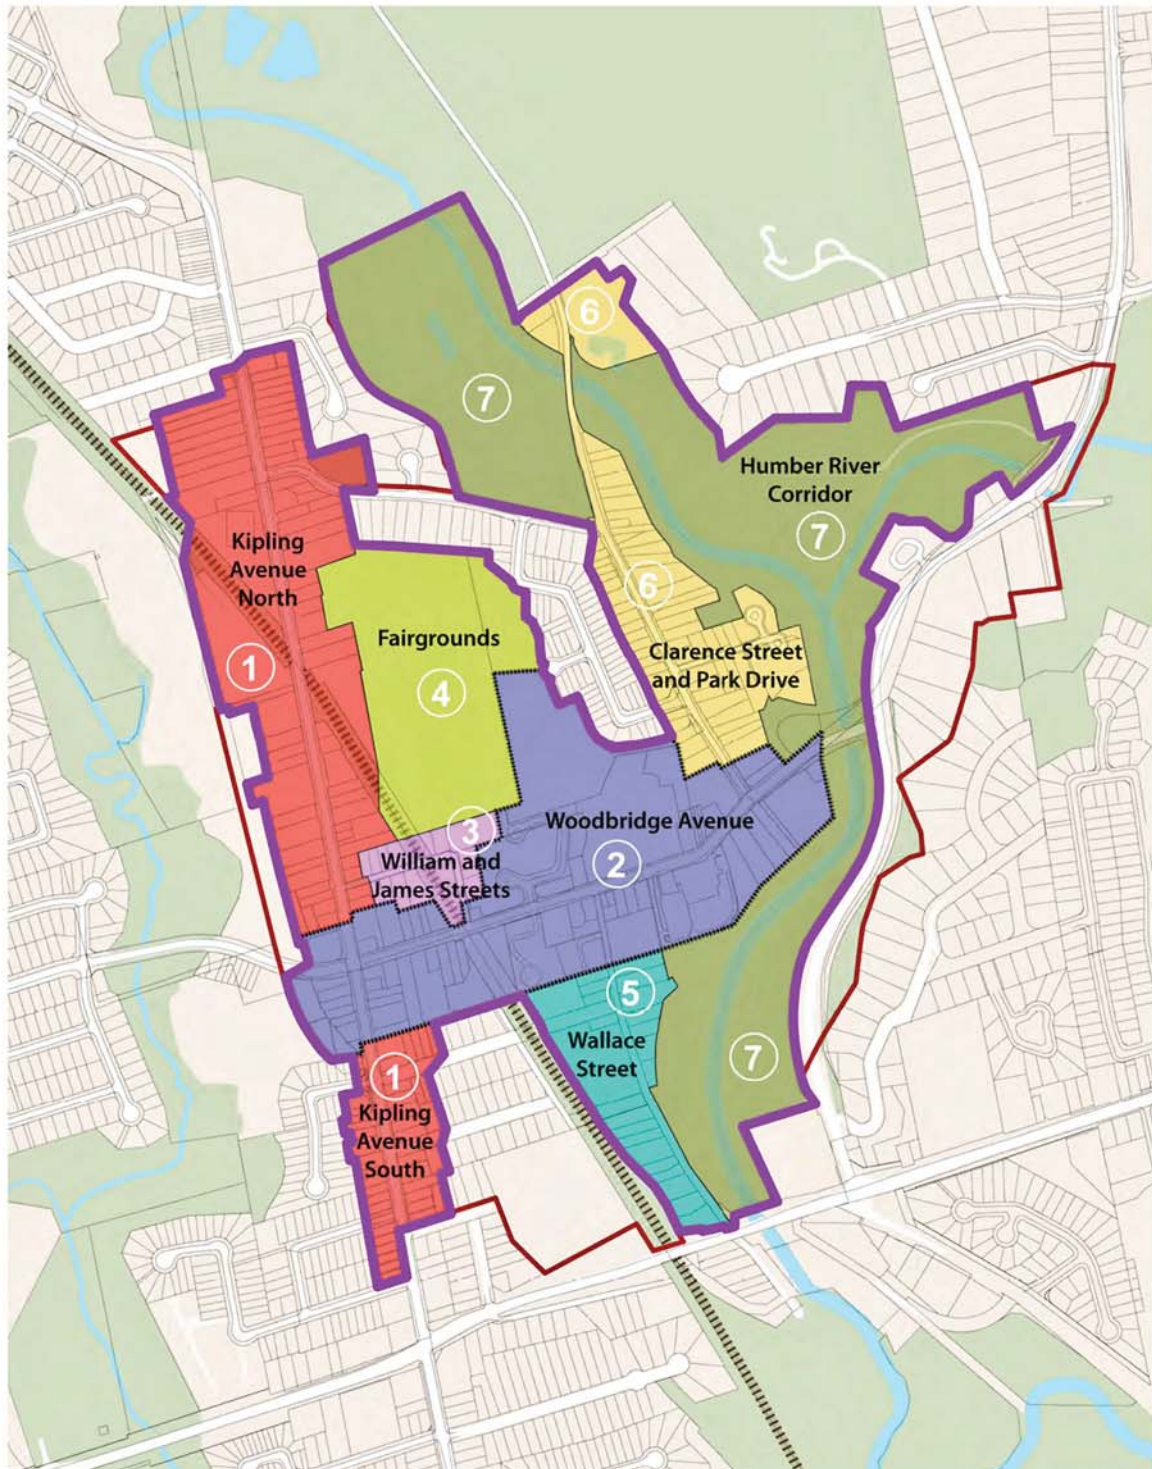 6
7
Humber River
Corridor
7
Kipling
Avenue
North
1
6
Fairgrounds
4
Clarence Street
and Park Drive
3
Woodbridge Avenue
William and
James Streets
2
5
Wallace
Street
7
1
Kipling
Avenue
South